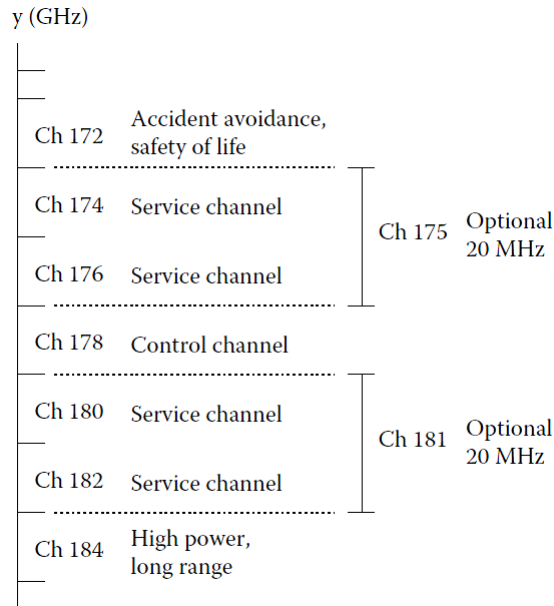 y (GHz)
Ch 172
Accident avoidance,
safety of life
Ch 174
Service channel
Ch 175
Optional
20 MHz
Ch 176
Service channel
Ch 178
Control channel
Ch 180
Service channel
Ch 181
Optional
20 MHz
Ch 182
Service channel
Ch 184
High power,
long range